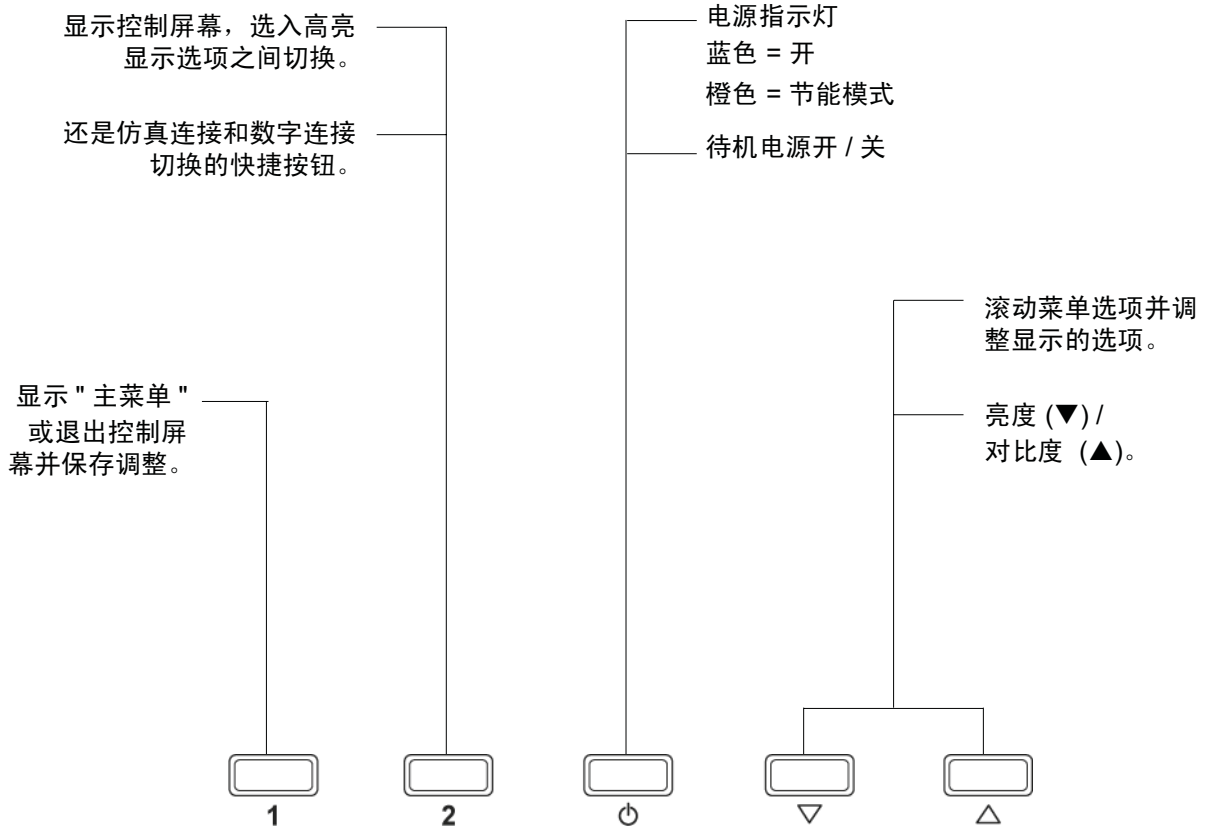 显示控制屏幕，选入高亮
显示选项之间切换。
还是仿真连接和数字连接
切换的快捷按钮。
电源指示灯
蓝色 = 开
橙色 = 节能模式
待机电源开 / 关
滚动菜单选项并调
整显示的选项。
亮度 (▼) /
对比度 (▲)。
显示 " 主菜单 "
或退出控制屏
幕并保存调整。
1
2
▽
△